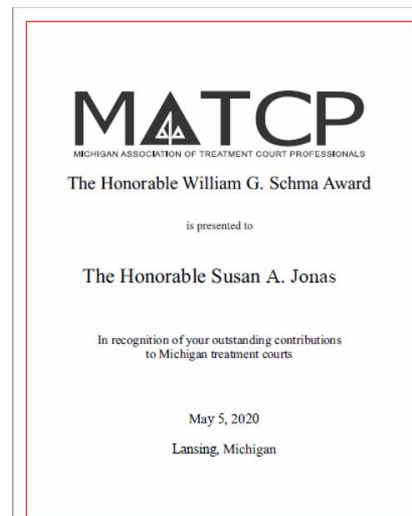 MATCP
MICHIGAN ASSOCIATION OF TREATMENT COURT PROFESSIONALS
The Honorable William G. Schma Award
is presented to
The Honorable Susan A. Jonas
In recognition of your outstanding contributions
to Michigan treatment courts
May 5, 2020
Lansing, Michigan